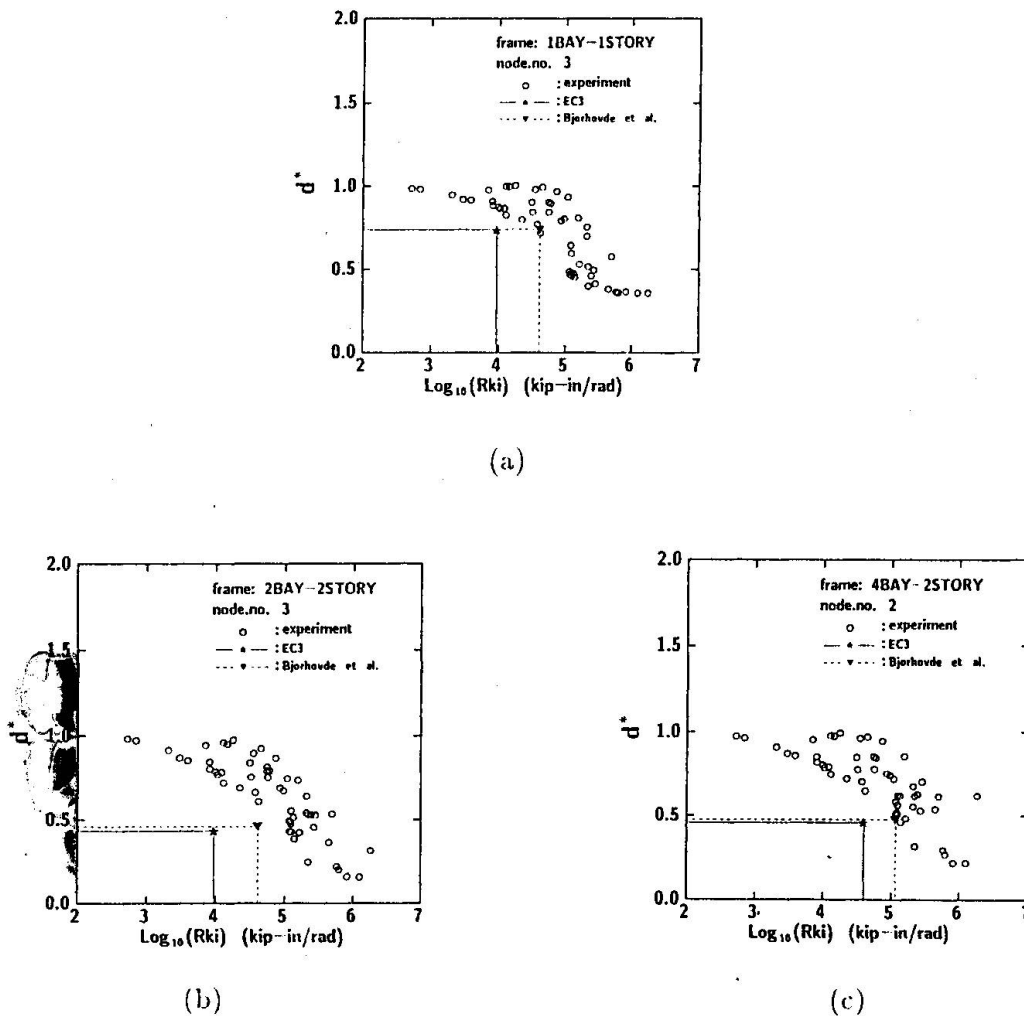 2.0
frame: 1BAY-1STORY
node.no. 3
o : experiment
: EC3
: Bjorhovde et al.
1.5
1.0
d*
0.5
0.0
2 3 4 5 6 7
Log₁₀(Rki) (kip-in/rad)
(a)
2.0
frame: 2BAY-2STORY
node.no. 3
o : experiment
: EC3
: Bjorhovde et al.
1.5
1.0
d*
0.5
0.0
2 3 4 5 6 7
Log₁₀(Rki) (kip-in/rad)
(b)
2.0
frame: 4BAY-2STORY
node.no. 2
o : experiment
: EC3
: Bjorhovde et al.
1.5
1.0
d*
0.5
0.0
2 3 4 5 6 7
Log₁₀(Rki) (kip-in/rad)
(c)